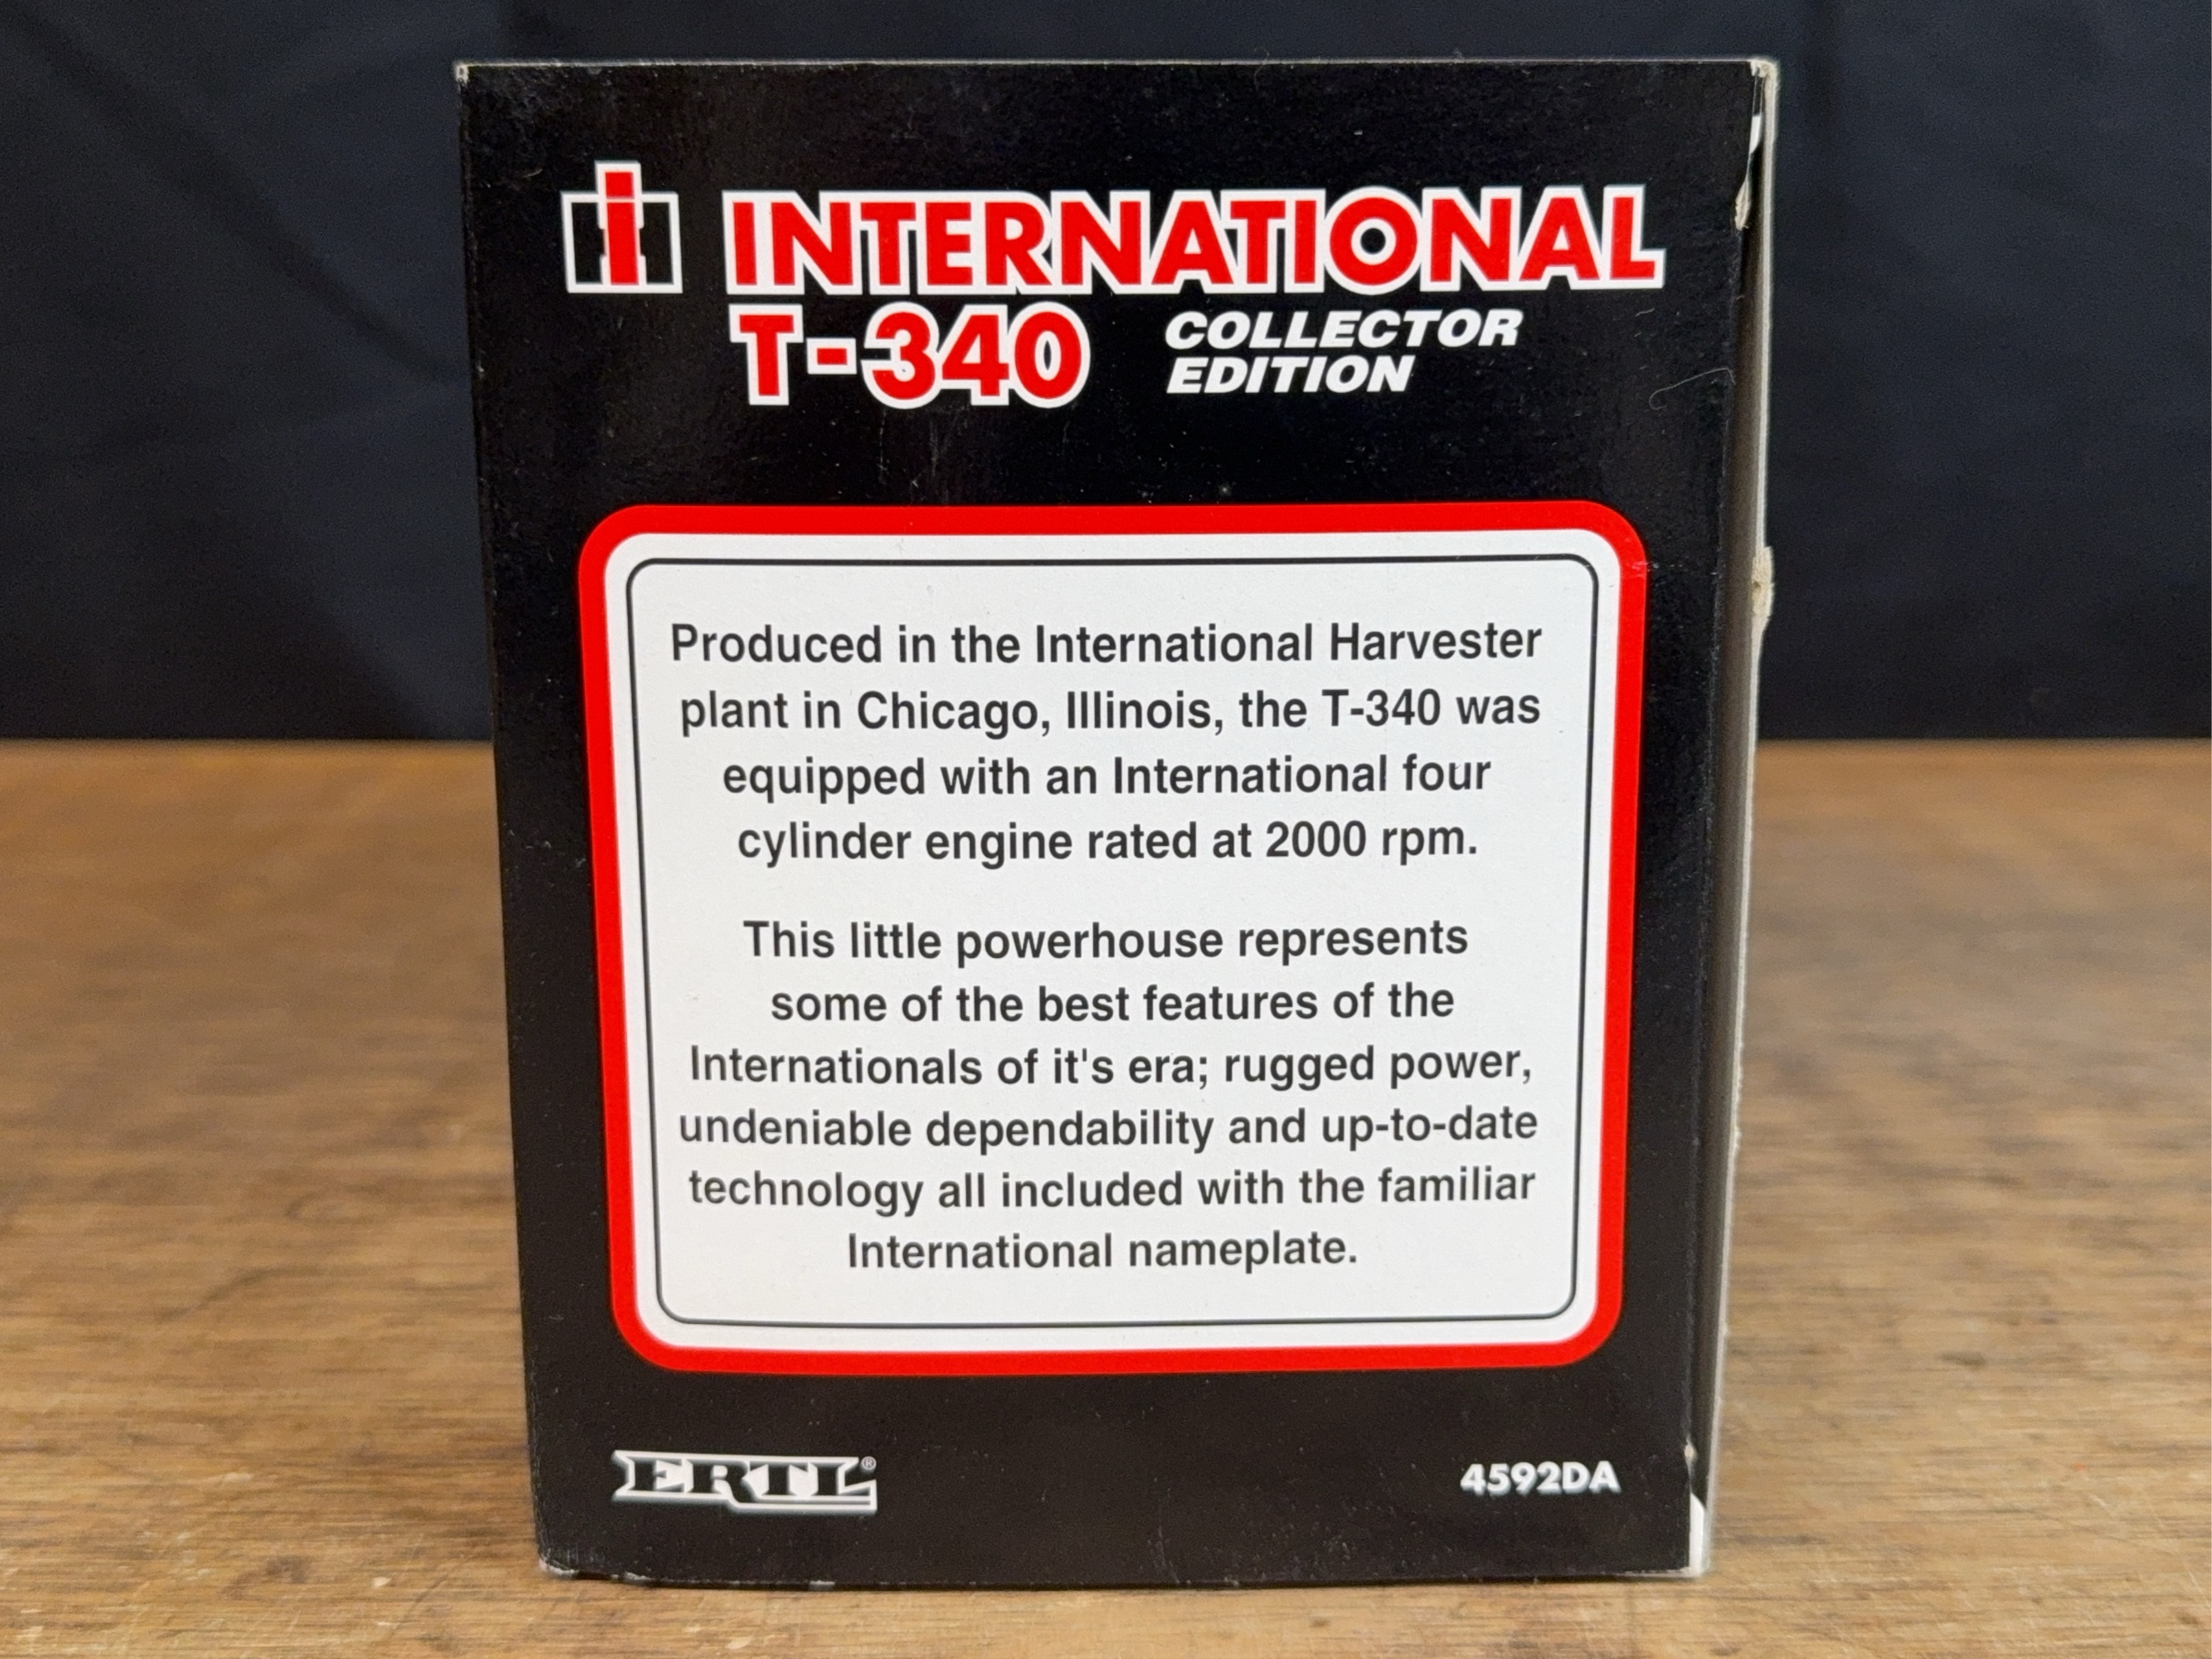 IH INTERNATIONAL
T-340 COLLECTOR
EDITION
Produced in the International Harvester
plant in Chicago, Illinois, the T-340 was
equipped with an International four
cylinder engine rated at 2000 rpm.
This little powerhouse represents
some of the best features of the
Internationals of it's era; rugged power,
undeniable dependability and up-to-date
technology all included with the familiar
International nameplate.
ERTL® 4592DA